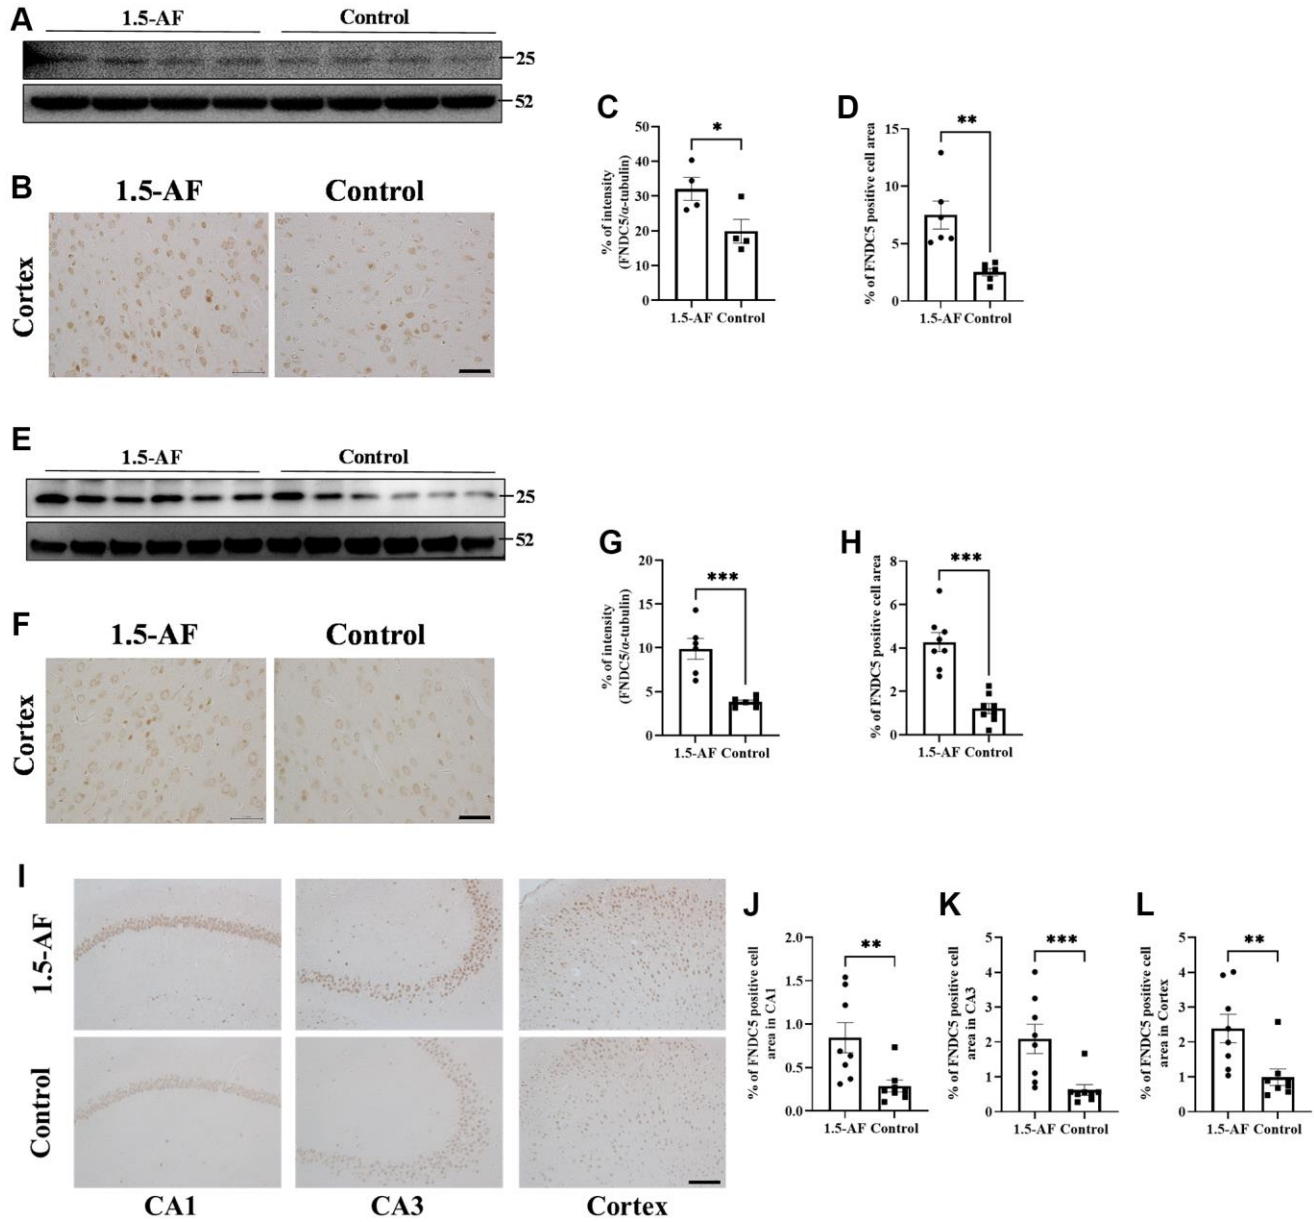 A
1.5-AF Control
25
52
B
1.5-AF Control
Cortex
C
*
% of intensity
(FNDC5/α-tubulin)
50
40
30
20
10
0
1.5-AF Control
D
**
% of FNDC5 positive cell area
15
10
5
0
1.5-AF Control
E
1.5-AF Control
25
52
F
1.5-AF Control
Cortex
G
***
% of intensity
(FNDC5/α-tubulin)
20
15
10
5
0
1.5-AF Control
H
***
% of FNDC5 positive cell area
8
6
4
2
0
1.5-AF Control
I
1.5-AF
Control
CA1 CA3 Cortex
J
**
% of FNDC5 positive cell
area in CA1
2.0
1.5
1.0
0.5
0.0
1.5-AF Control
K
***
% of FNDC5 positive cell
area in CA3
5
4
3
2
1
0
1.5-AF Control
L
**
% of FNDC5 positive cell
area in Cortex
5
4
3
2
1
0
1.5-AF Control